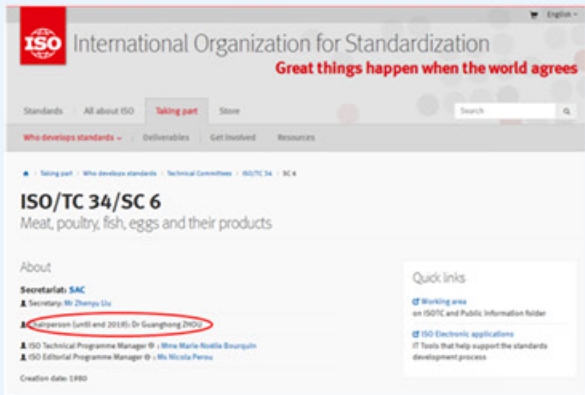 English
ISO
International Organization for Standardization
Great things happen when the world agrees
Standards
All about ISO
Taking part
Store
Search
Who develops standards
Deliverables
Get involved
Resources
Taking part
Who develops standards
Technical Committees
ISO/TC 34
SC 6
ISO/TC 34/SC 6
Meat, poultry, fish, eggs and their products
About
Secretariat: SAC
Secretary: Mr Zhenyu Liu
Chairperson (until end 2019): Dr Guanghong ZHOU
ISO Technical Programme Manager : Mme Marie-Noëlle Bourquin
ISO Editorial Programme Manager : Ms Nicola Perou
Creation date: 1980
Quick links
Working area
on ISOTC and Public Information folder
ISO Electronic applications
IT Tools that help support the standards
development process